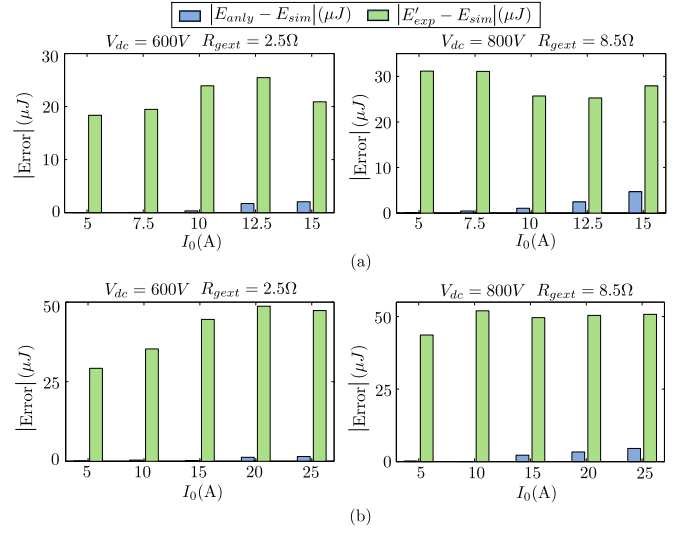 |E_anly − E_sim|(μJ) |E′_exp − E_sim|(μJ)
V_dc = 600V R_gext = 2.5Ω
|Error|(μJ)
30
20
10
0
5 7.5 10 12.5 15
I_0(A)
V_dc = 800V R_gext = 8.5Ω
|Error|(μJ)
30
20
10
0
5 7.5 10 12.5 15
I_0(A)
(a)
V_dc = 600V R_gext = 2.5Ω
|Error|(μJ)
50
25
0
5 10 15 20 25
I_0(A)
V_dc = 800V R_gext = 8.5Ω
|Error|(μJ)
50
25
0
5 10 15 20 25
I_0(A)
(b)